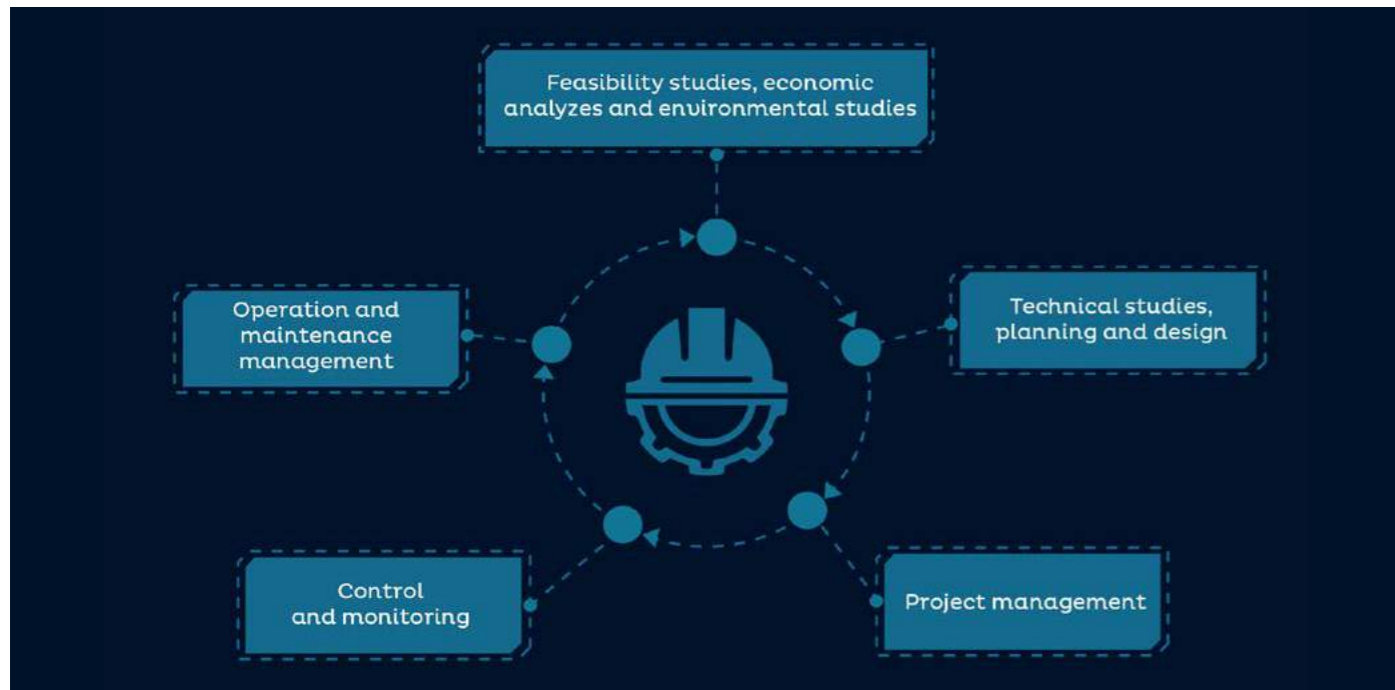 Feasibility studies, economic
analyzes and environmental studies
Technical studies,
planning and design
Project management
Control
and monitoring
Operation and
maintenance
management